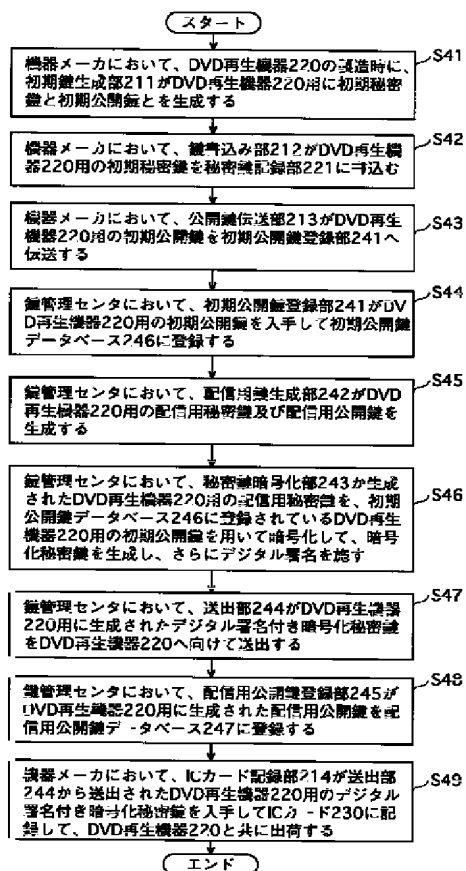 スタート
機器メーカにおいて、DVD再生機器220の製造時に、
初期鍵生成部211がDVD再生機器220用に初期秘密
鍵と初期公開鍵とを生成する
S41
機器メーカにおいて、鍵書込み部212がDVD再生機
器220用の初期秘密鍵を秘密鍵記録部221に書込む
S42
機器メーカにおいて、公開鍵伝送部213がDVD再生
機器220用の初期公開鍵を初期公開鍵登録部241へ
伝送する
S43
鍵管理センタにおいて、初期公開鍵登録部241がDV
D再生機器220用の初期公開鍵を入手して初期公開鍵
データベース246に登録する
S44
鍵管理センタにおいて、配信用鍵生成部242がDVD
再生機器220用の配信用秘密鍵及び配信用公開鍵を
生成する
S45
鍵管理センタにおいて、秘密鍵暗号化部243が生成
されたDVD再生機器220用の配信用秘密鍵を、初期
公開鍵データベース246に登録されているDVD再生
機器220用の初期公開鍵を用いて暗号化して、暗号
化秘密鍵を生成し、さらにデジタル署名を施す
S46
鍵管理センタにおいて、送出部244がDVD再生機器
220用に生成されたデジタル署名付き暗号化秘密鍵
をDVD再生機器220へ向けて送出する
S47
鍵管理センタにおいて、配信用公開鍵登録部245が
DVD再生機器220用に生成された配信用公開鍵を配
信用公開鍵データベース247に登録する
S48
機器メーカにおいて、ICカード記録部214が送出部
244から送出されたDVD再生機器220用のデジタル
署名付き暗号化秘密鍵を入手してICカード230に記
録して、DVD再生機器220と共に出荷する
S49
エンド